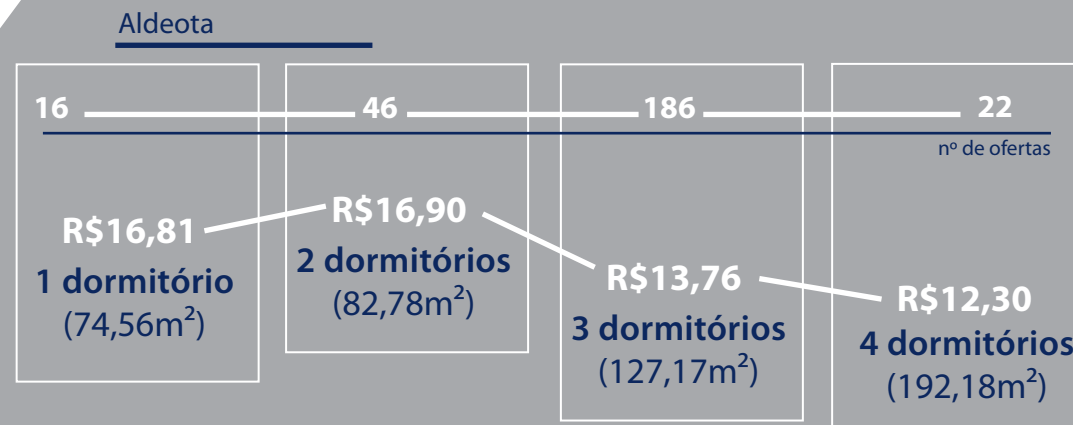 Aldeota
16
46
186
22
nº de ofertas
R$16,81
1 dormitório
(74,56m²)
R$16,90
2 dormitórios
(82,78m²)
R$13,76
3 dormitórios
(127,17m²)
R$12,30
4 dormitórios
(192,18m²)